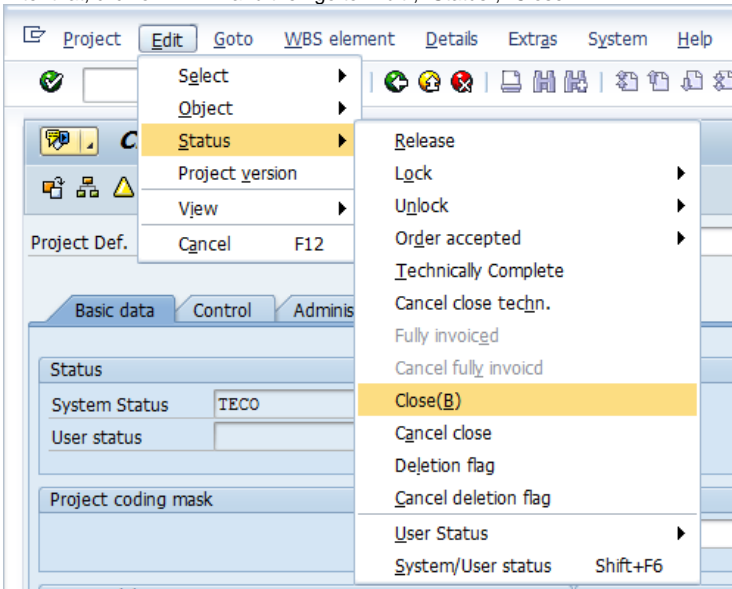 Project Edit Goto WBS element Details Extras System Help
Select
Object
Status
Project version
View
Cancel F12
Release
Lock
Unlock
Order accepted
Technically Complete
Cancel close techn.
Fully invoiced
Cancel fully invoicd
Close(B)
Cancel close
Deletion flag
Cancel deletion flag
User Status
System/User status Shift+F6
C
Project Def.
Basic data Control Adminis
Status
System Status TECO
User status
Project coding mask